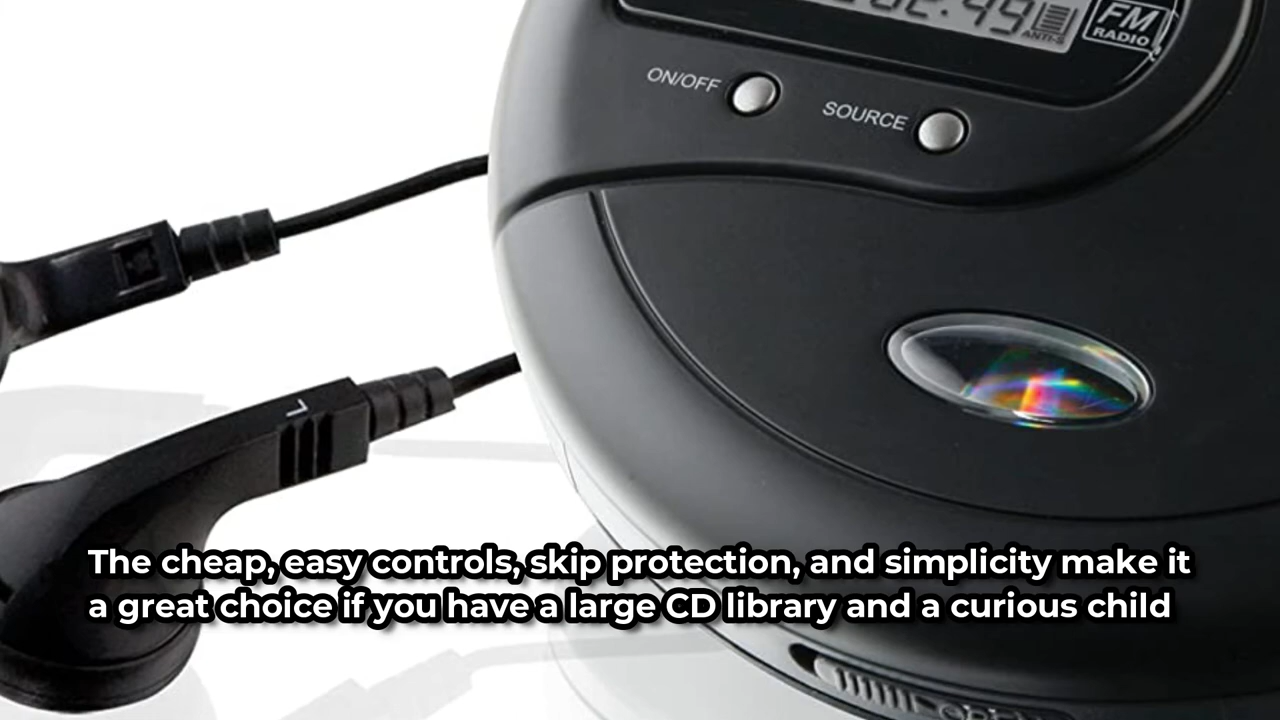 FM
RADIO
ANTI-S
ON/OFF
SOURCE
L
The cheap, easy controls, skip protection, and simplicity make it
a great choice if you have a large CD library and a curious child